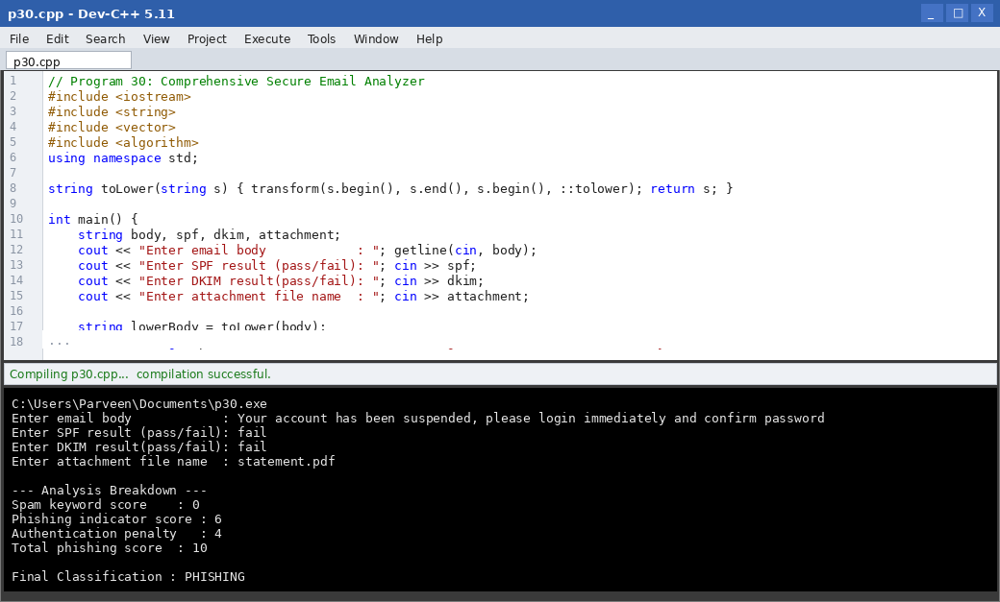 p30.cpp - Dev-C++ 5.11
_ □ X
File Edit Search View Project Execute Tools Window Help
p30.cpp
1 // Program 30: Comprehensive Secure Email Analyzer
2 #include <iostream>
3 #include <string>
4 #include <vector>
5 #include <algorithm>
6 using namespace std;
7
8 string toLower(string s) { transform(s.begin(), s.end(), s.begin(), ::tolower); return s; }
9
10 int main() {
11     string body, spf, dkim, attachment;
12     cout << "Enter email body            : "; getline(cin, body);
13     cout << "Enter SPF result (pass/fail): "; cin >> spf;
14     cout << "Enter DKIM result(pass/fail): "; cin >> dkim;
15     cout << "Enter attachment file name  : "; cin >> attachment;
16
17     string lowerBody = toLower(body);
18 ...
Compiling p30.cpp...  compilation successful.
C:\Users\Parveen\Documents\p30.exe
Enter email body            : Your account has been suspended, please login immediately and confirm password
Enter SPF result (pass/fail): fail
Enter DKIM result(pass/fail): fail
Enter attachment file name  : statement.pdf
--- Analysis Breakdown ---
Spam keyword score    : 0
Phishing indicator score : 6
Authentication penalty   : 4
Total phishing score  : 10
Final Classification : PHISHING